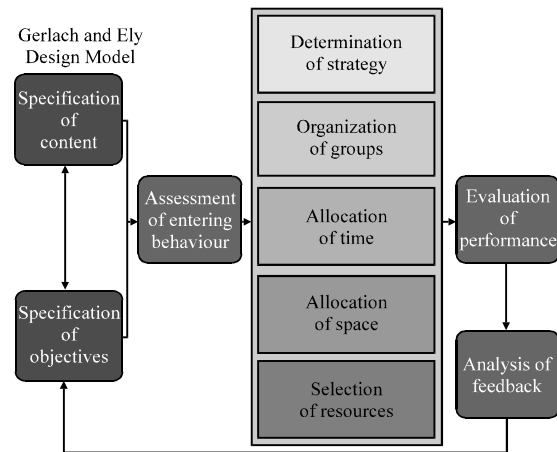 Gerlach and Ely
Design Model
Specification
of
content
Specification
of
objectives
Assessment
of entering
behaviour
Determination
of strategy
Organization
of groups
Allocation
of time
Allocation
of space
Selection
of resources
Evaluation
of
performance
Analysis of
feedback